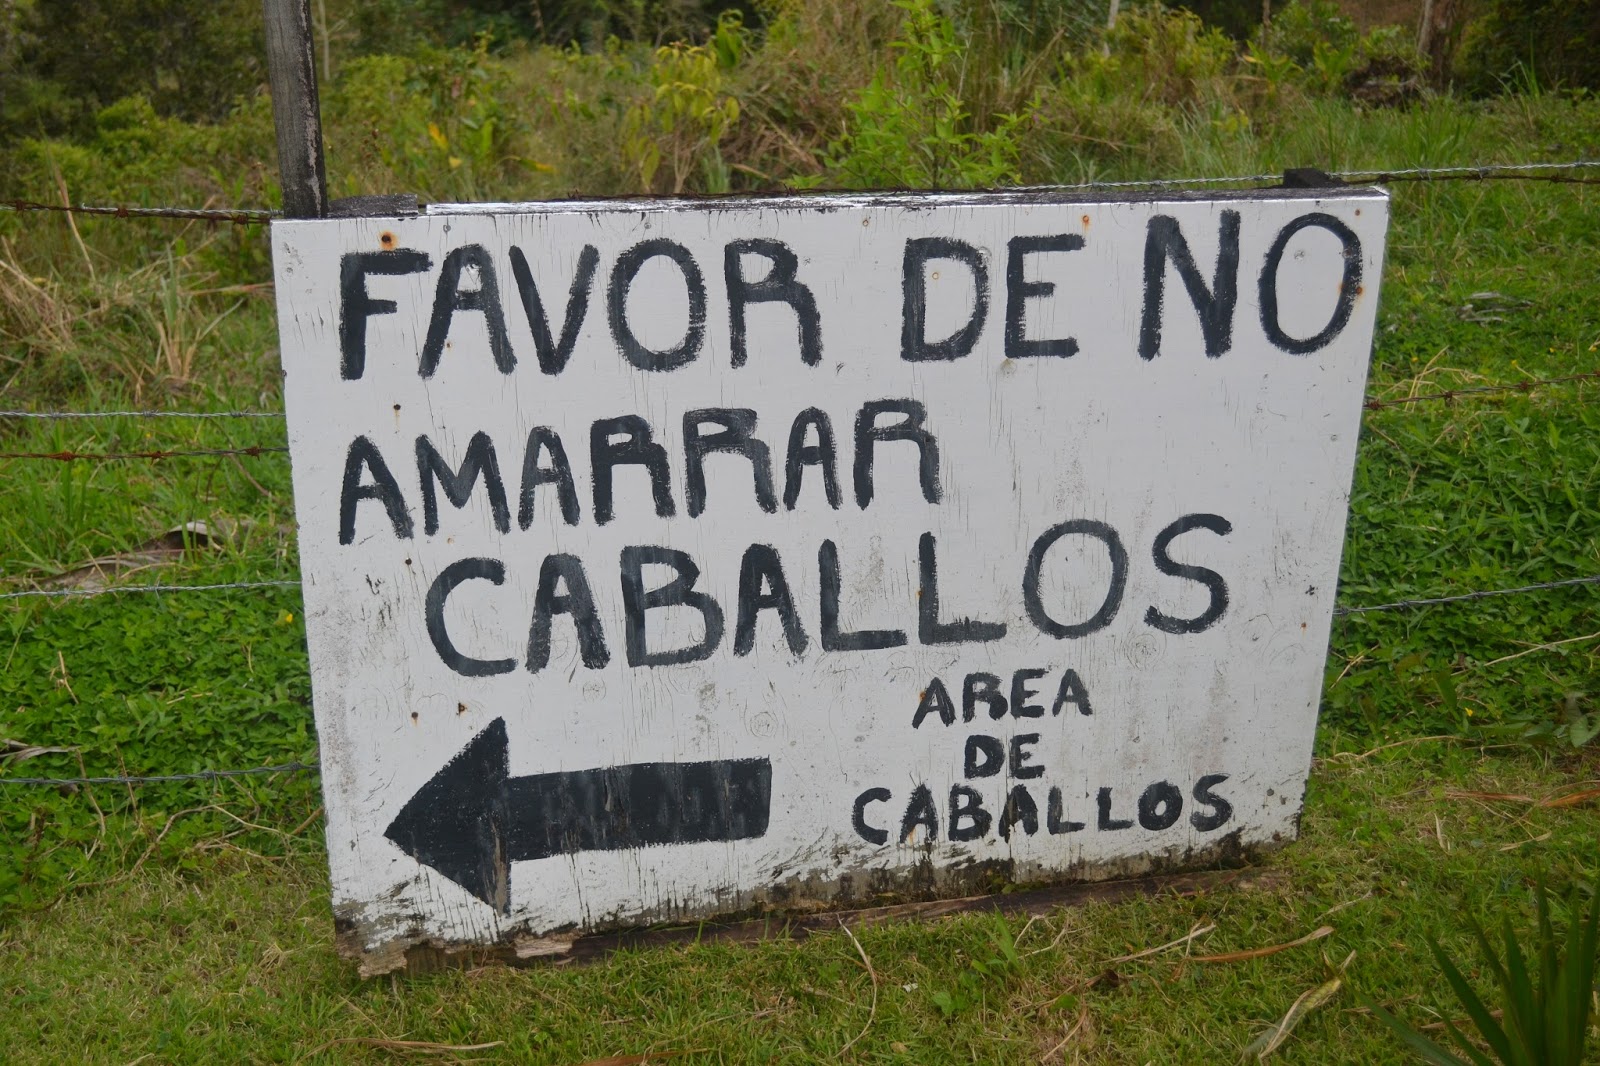 FAVOR DE NO
AMARRAR
CABALLOS
AREA
DE
CABALLOS